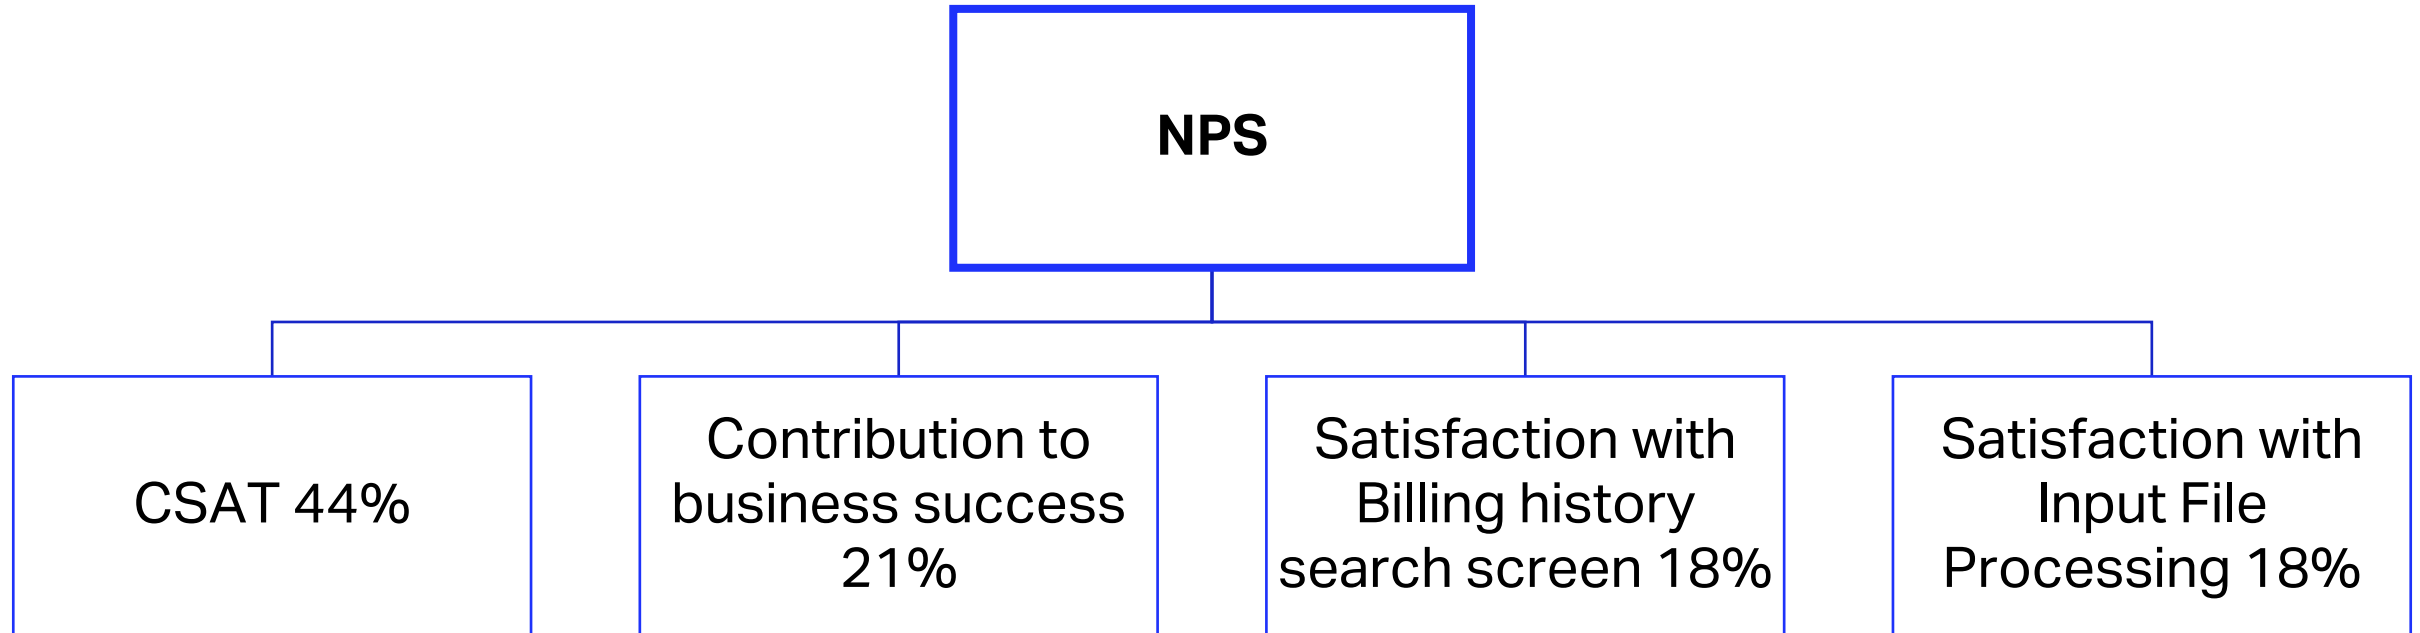 NPS
CSAT 44%
Contribution to
business success
21%
Satisfaction with
Billing history
search screen 18%
Satisfaction with
Input File
Processing 18%